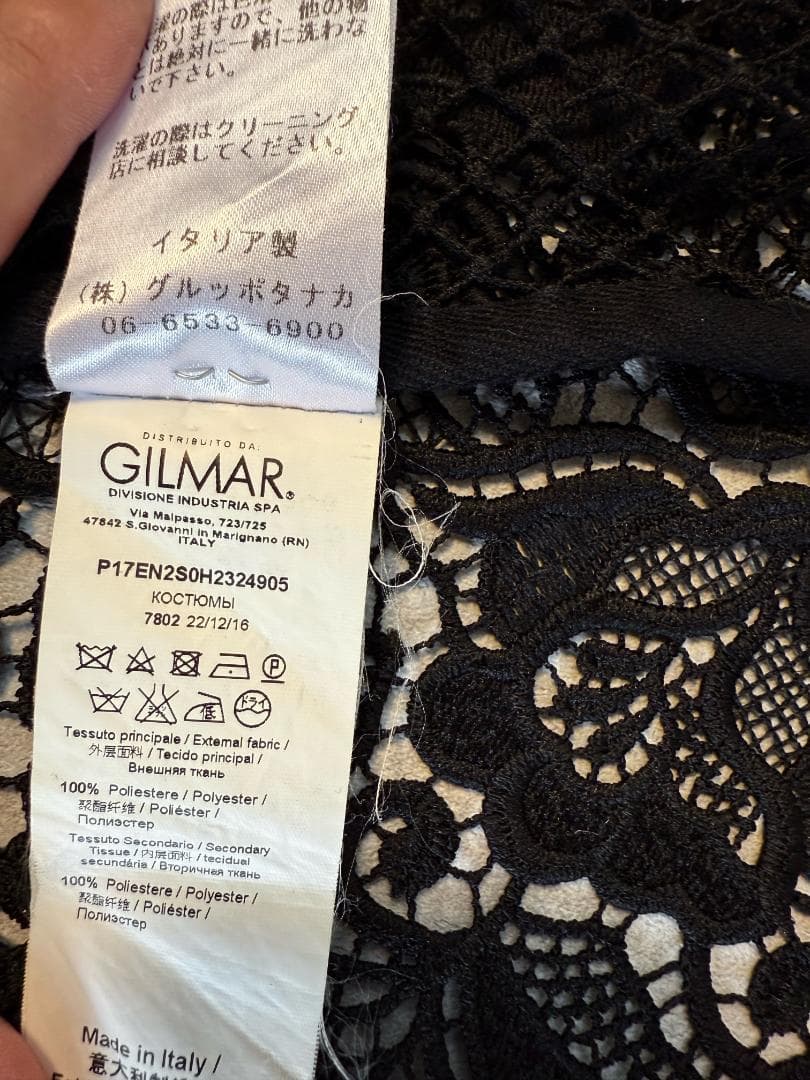 濯の際は
ありますので、他の物
とは絶対に一緒に洗わな
いで下さい。
洗濯の際はクリーニング
店に相談してください。
イタリア製
(株)グルッポタナカ
06-6533-6900
DISTRIBUITO DA:
GILMAR®
DIVISIONE INDUSTRIA SPA
Via Malpasso, 723/725
47842 S.Giovanni in Marignano (RN)
ITALY
P17EN2S0H2324905
КОСТЮМЫ
7802 22/12/16
P
低 ドライ
Tessuto principale / External fabric /
外层面料 / Tecido principal /
Внешняя ткань
100% Poliestere / Polyester /
聚酯纤维 / Poliéster /
Полиэстер
Tessuto Secondario / Secondary
Tissue / 内层面料 / tecidual
secundária / Вторичная ткань
100% Poliestere / Polyester /
聚酯纤维 / Poliéster /
Полиэстер
Made in Italy /
意大利制